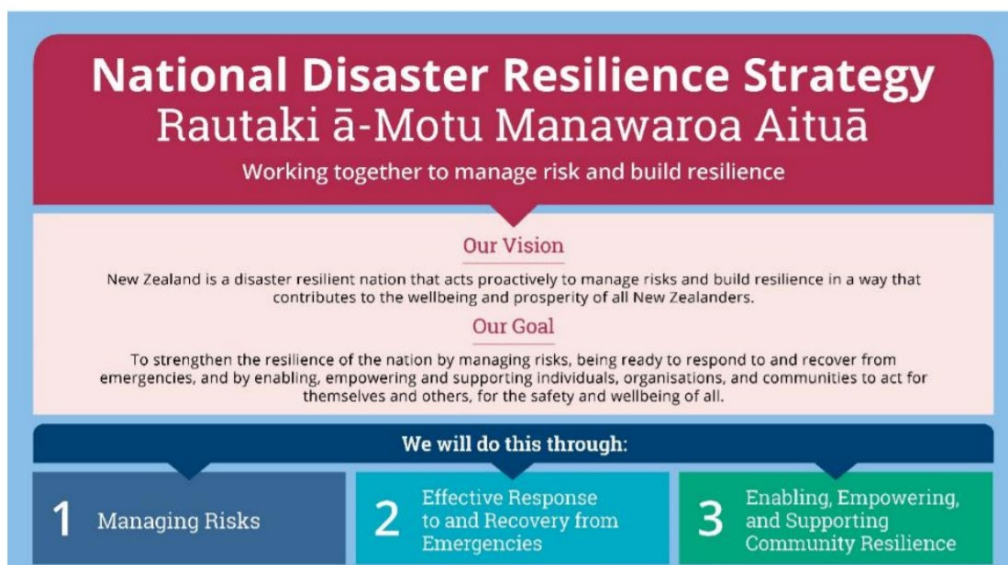 National Disaster Resilience Strategy
Rautaki ā-Motu Manawaroa Aituā
Working together to manage risk and build resilience
Our Vision
New Zealand is a disaster resilient nation that acts proactively to manage risks and build resilience in a way that
contributes to the wellbeing and prosperity of all New Zealanders.
Our Goal
To strengthen the resilience of the nation by managing risks, being ready to respond to and recover from
emergencies, and by enabling, empowering and supporting individuals, organisations, and communities to act for
themselves and others, for the safety and wellbeing of all.
We will do this through:
1 Managing Risks
2 Effective Response
to and Recovery from
Emergencies
3 Enabling, Empowering,
and Supporting
Community Resilience